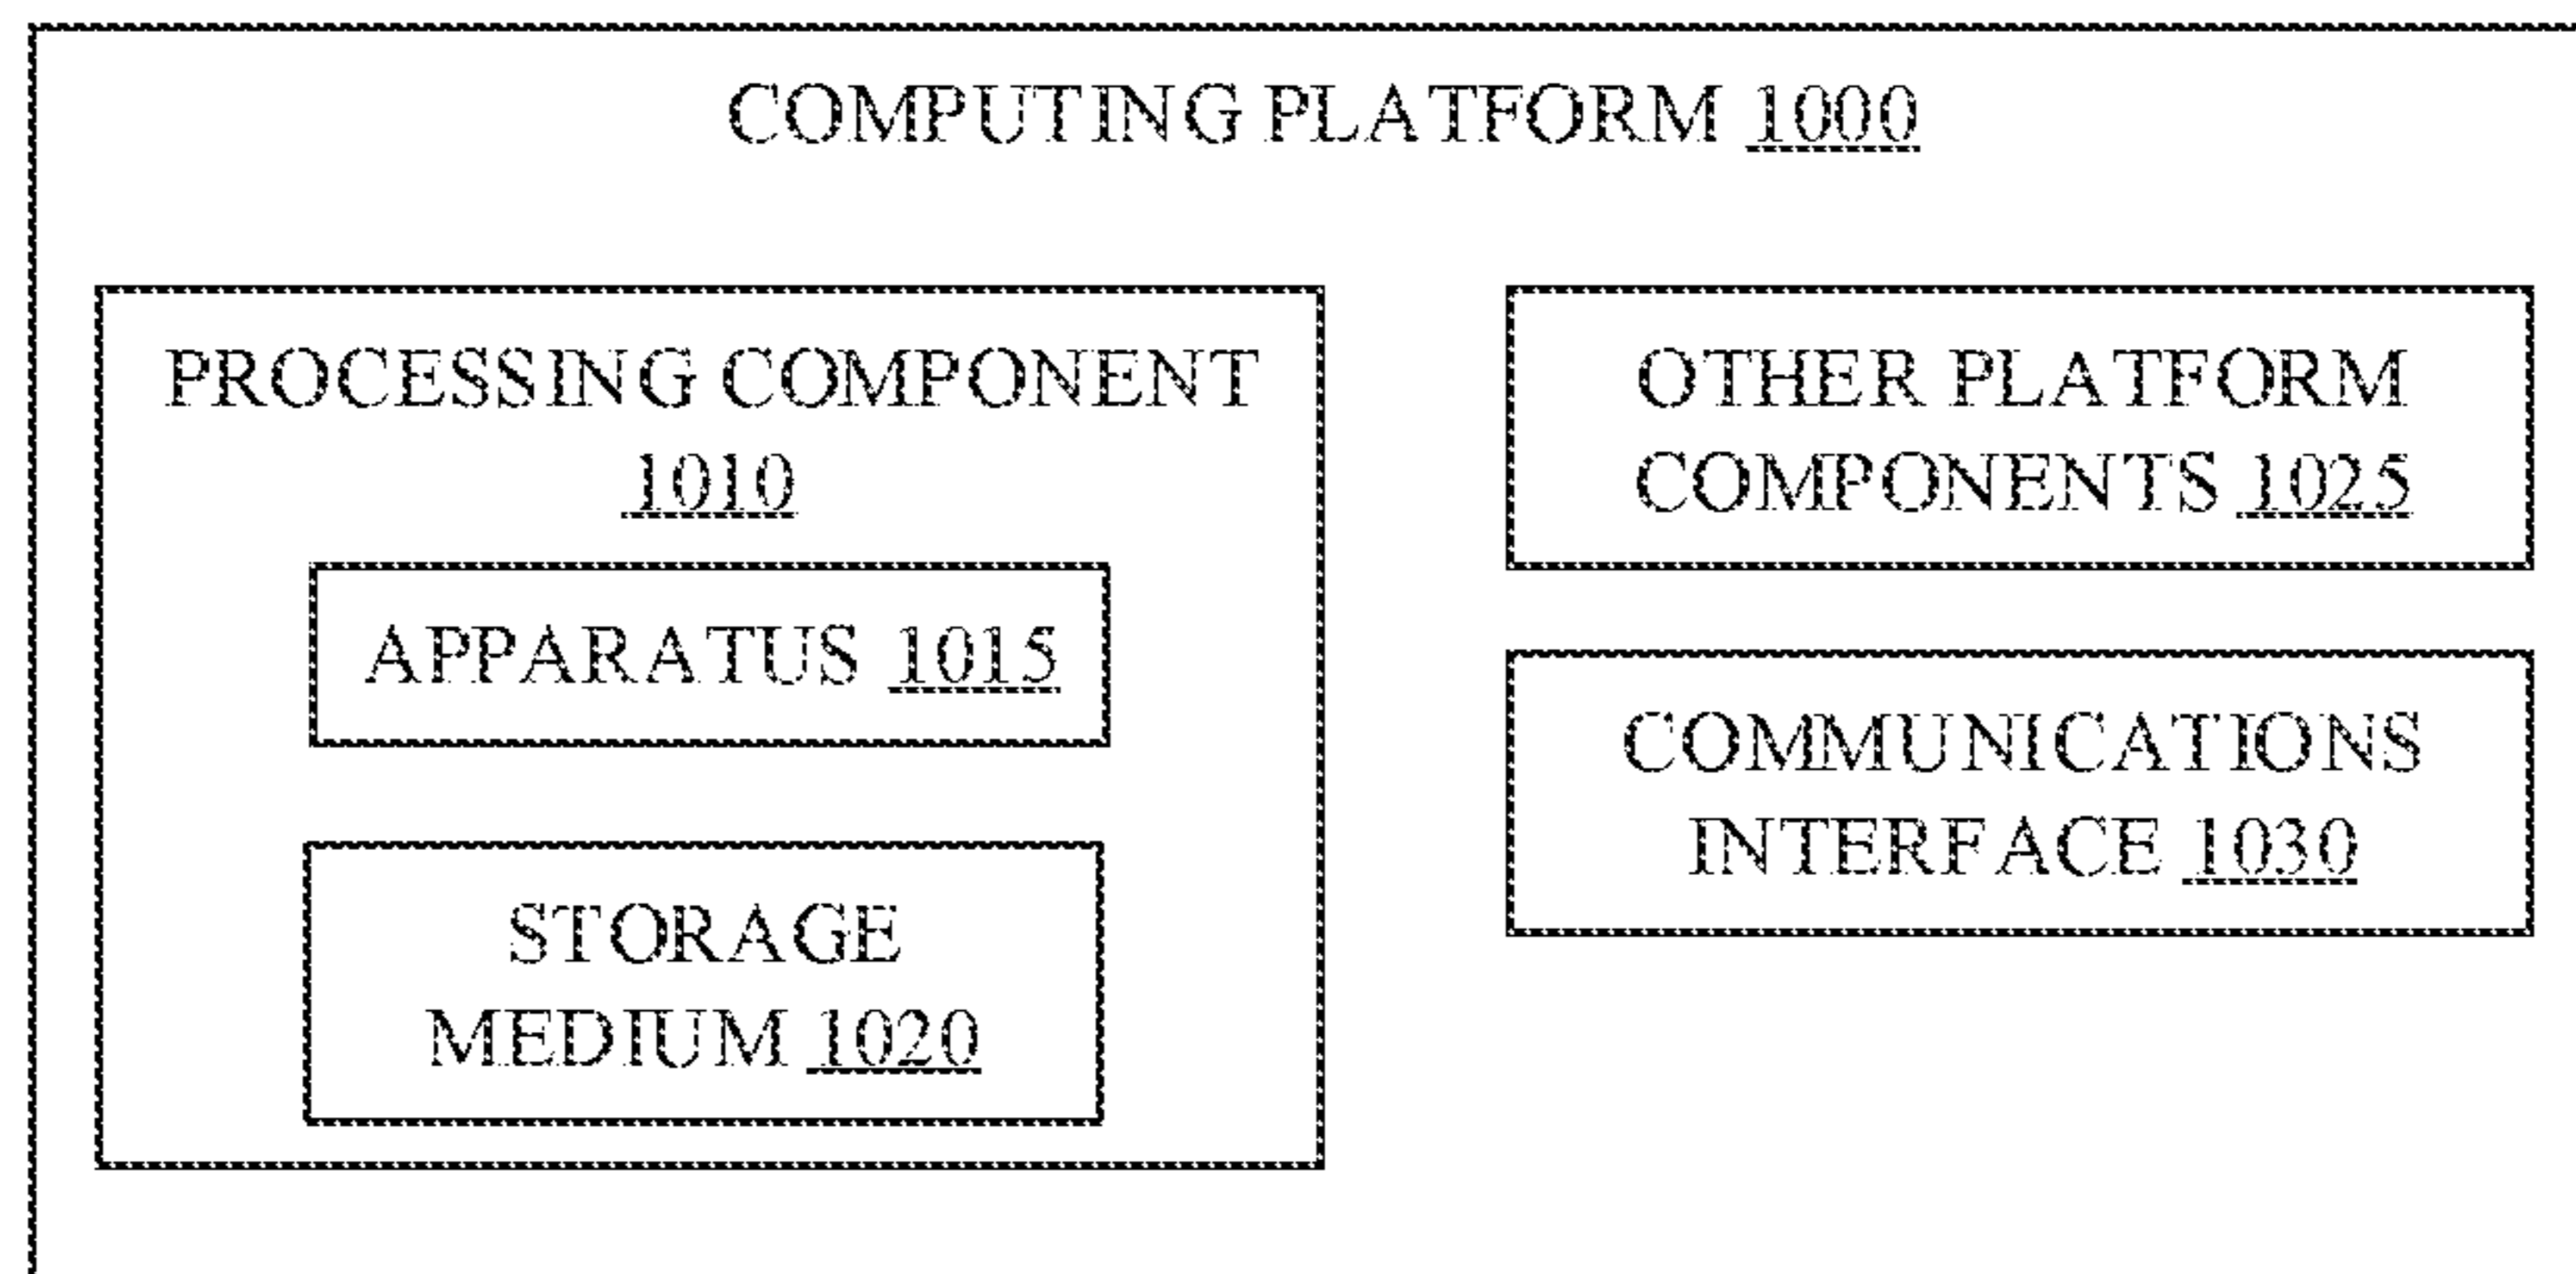 COMPUTING PLATFORM 1000
PROCESSING COMPONENT
1010
APPARATUS 1015
STORAGE
MEDIUM 1020
OTHER PLATFORM
COMPONENTS 1025
COMMUNICATIONS
INTERFACE 1030